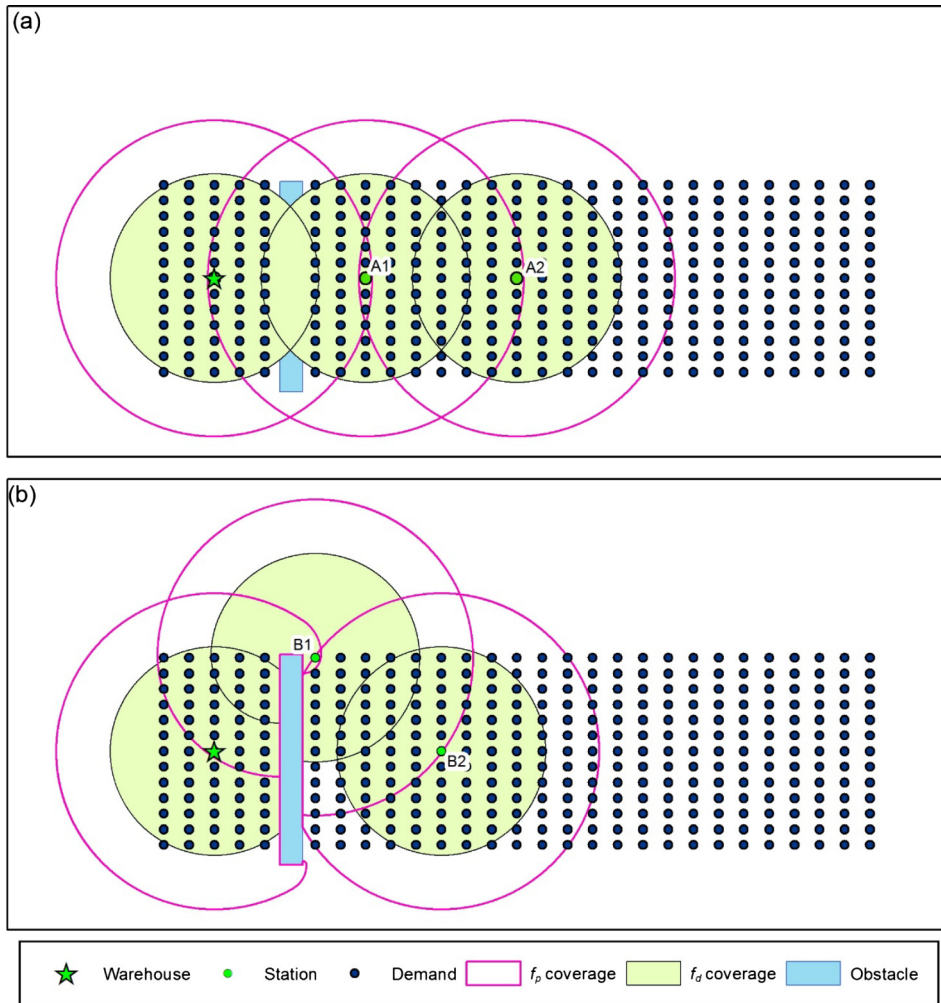 (a)
A1
A2
(b)
B1
B2
Warehouse Station Demand fp coverage fd coverage Obstacle